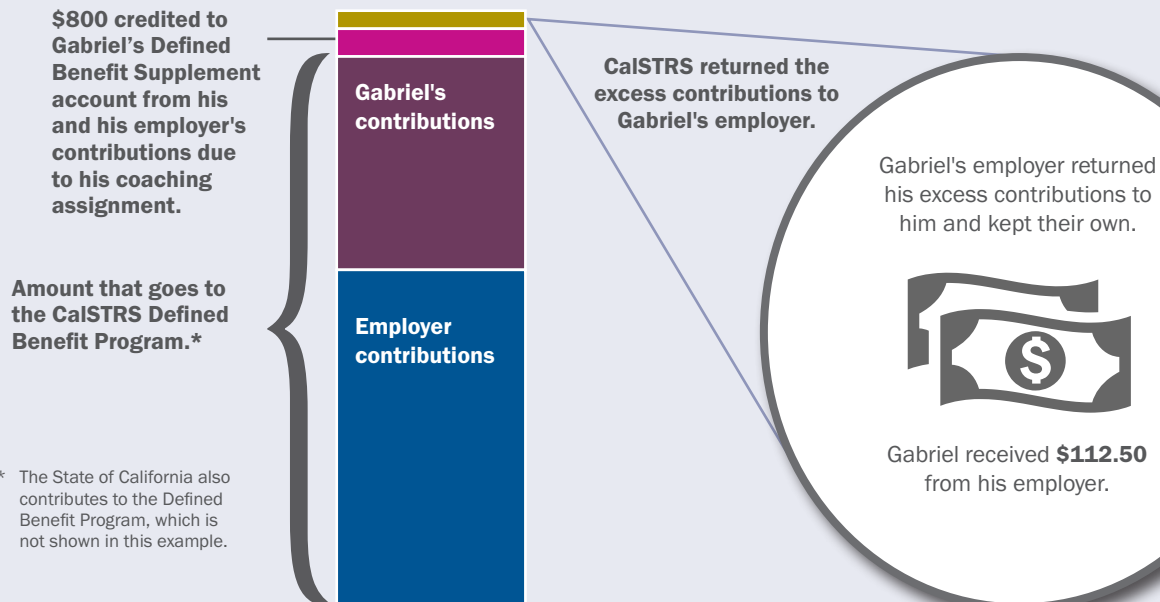 $800 credited to
Gabriel’s Defined
Benefit Supplement
account from his
and his employer's
contributions due
to his coaching
assignment.
Amount that goes to
the CalSTRS Defined
Benefit Program.*
* The State of California also
contributes to the Defined
Benefit Program, which is
not shown in this example.
Gabriel's
contributions
Employer
contributions
CalSTRS returned the
excess contributions to
Gabriel's employer.
Gabriel's employer returned
his excess contributions to
him and kept their own.
$
Gabriel received $112.50
from his employer.